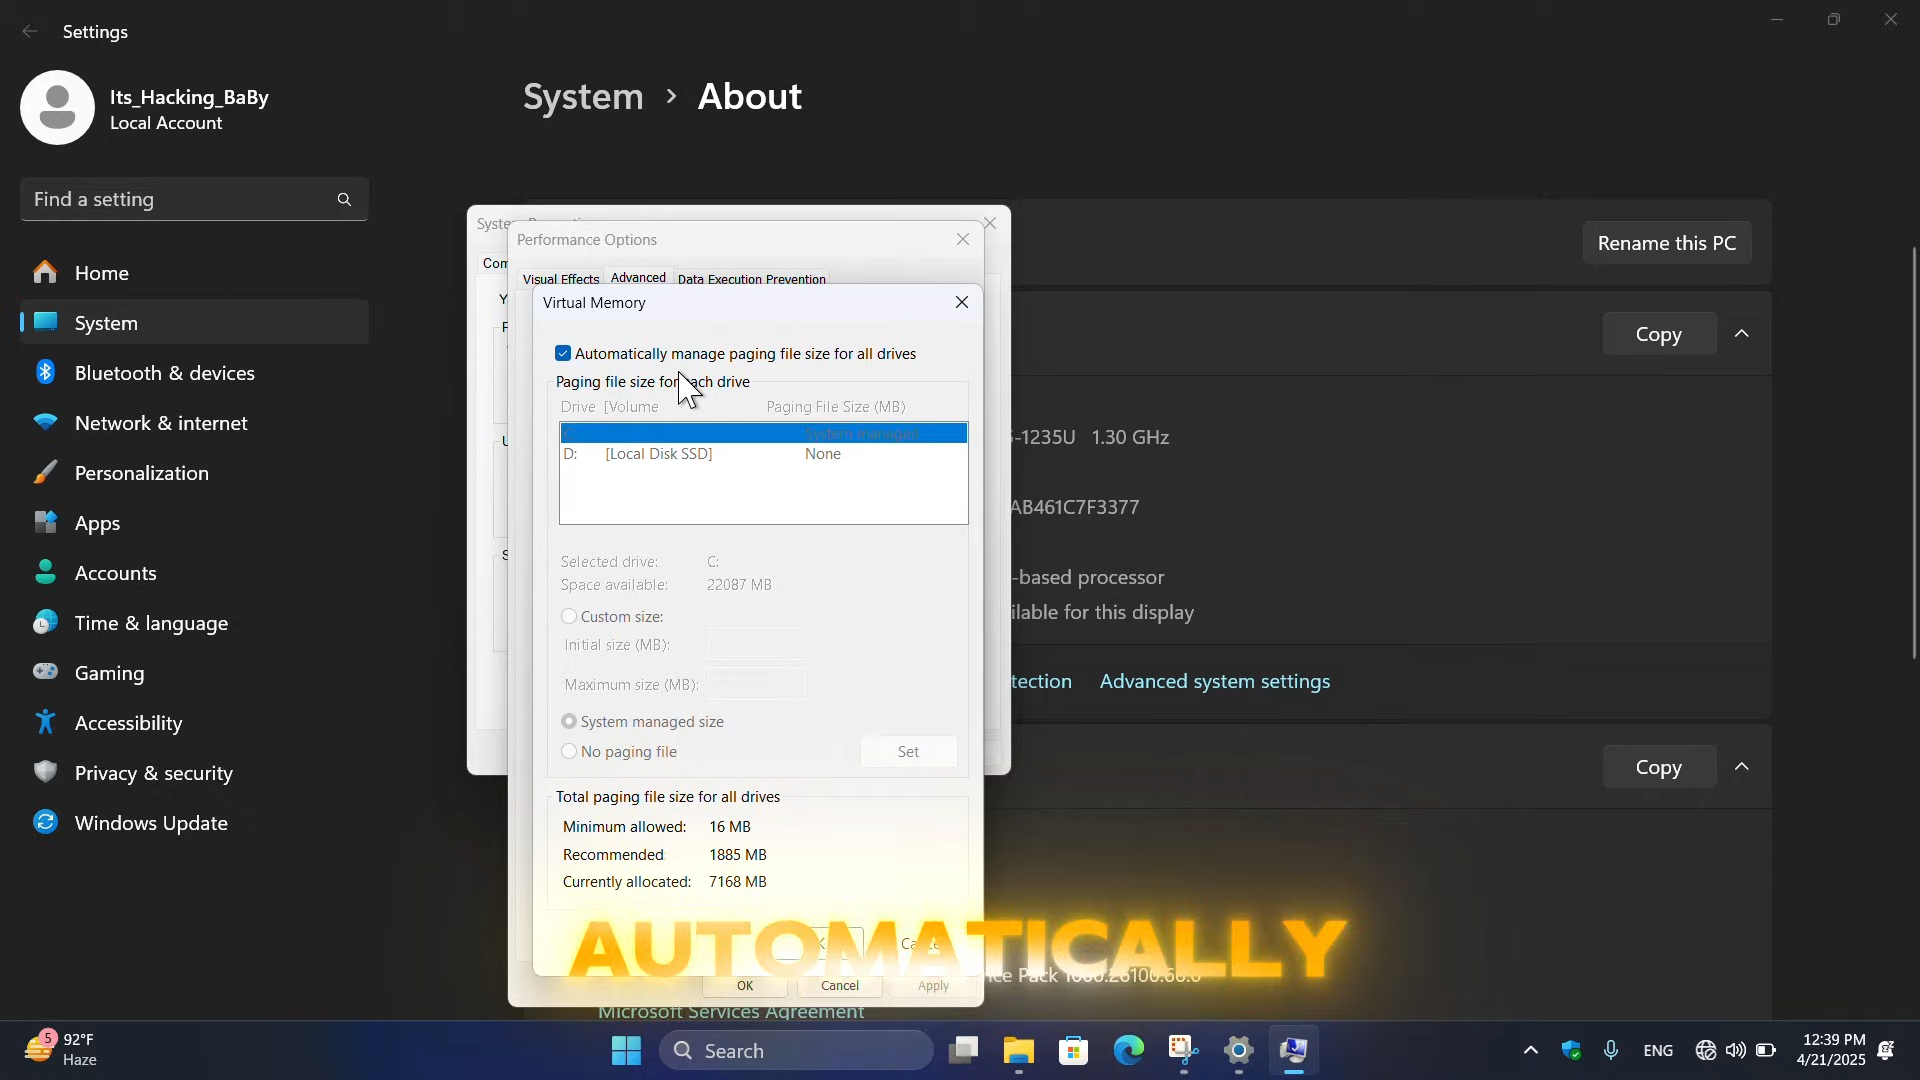 Settings
Its_Hacking_BaBy
Local Account
Find a setting
Home
System
Bluetooth & devices
Network & internet
Personalization
Apps
Accounts
Time & language
Gaming
Accessibility
Privacy & security
Windows Update
System > About
Rename this PC
Copy
-1235U 1.30 GHz
AB461C7F3377
-based processor
ilable for this display
tection Advanced system settings
Copy
Microsoft Services Agreement
Performance Options
Visual Effects Advanced Data Execution Prevention
Virtual Memory
Automatically manage paging file size for all drives
Paging file size for each drive
Drive [Volume Paging File Size (MB)
System managed
D: [Local Disk SSD] None
Selected drive: C:
Space available: 22087 MB
Custom size:
Initial size (MB):
Maximum size (MB):
System managed size
No paging file
Set
Total paging file size for all drives
Minimum allowed: 16 MB
Recommended 1885 MB
Currently allocated: 7168 MB
AUTOMATICALLY
OK Cancel Apply
5 92°F
Haze
Search
ENG
12:39 PM
4/21/2025